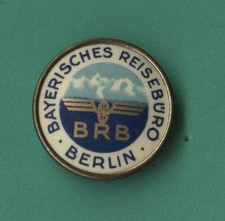 BAYERISCHES REISEBÜRO
BRB
· BERLIN ·